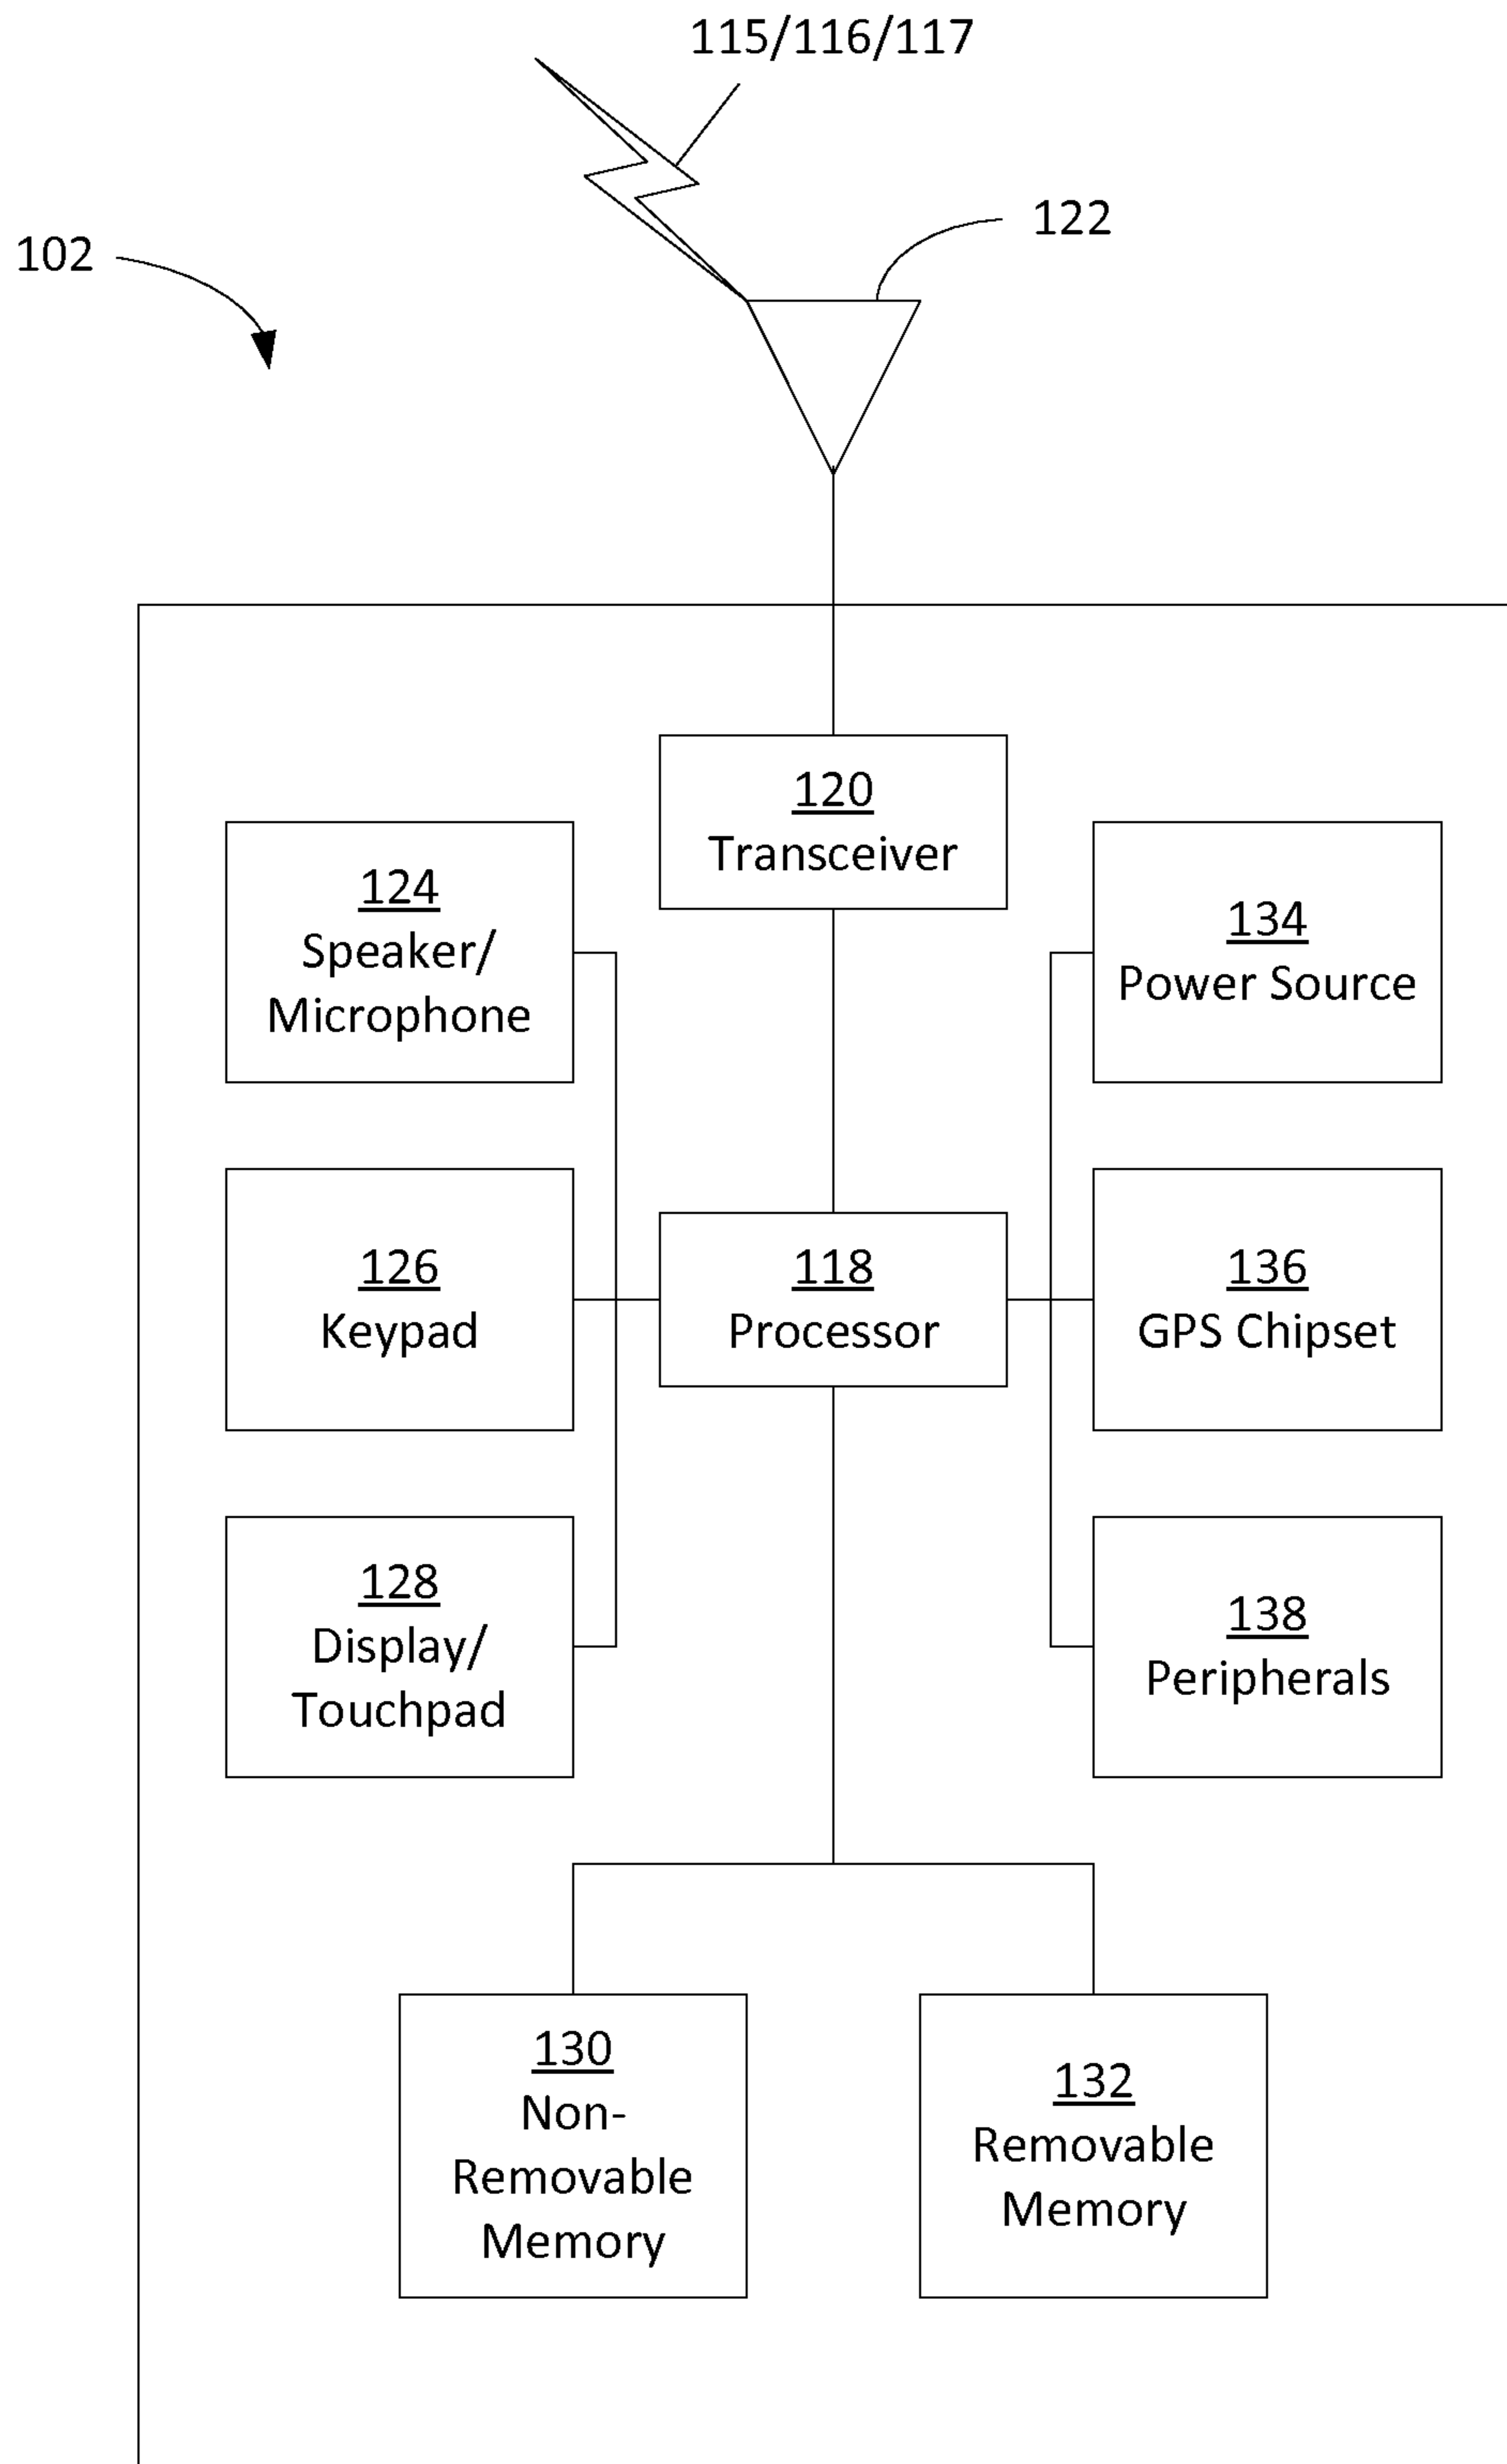 115/116/117
122
102
120
Transceiver
124
Speaker/
Microphone
134
Power Source
126
Keypad
118
Processor
136
GPS Chipset
128
Display/
Touchpad
138
Peripherals
130
Non-
Removable
Memory
132
Removable
Memory